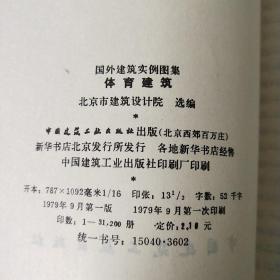 国外建筑实例图集
体育建筑
北京市建筑设计院 选编
中国建筑工业出版社出版(北京西郊百万庄)
新华书店北京发行所发行 各地新华书店经售
中国建筑工业出版社印刷厂印刷
开本:787×1092毫米1/16 印张:13 1/2 字数:53千字
1979年9月第一版 1979年9月第一次印刷
印数:1—31,200册 定价:2.10元
统一书号:15040·3602